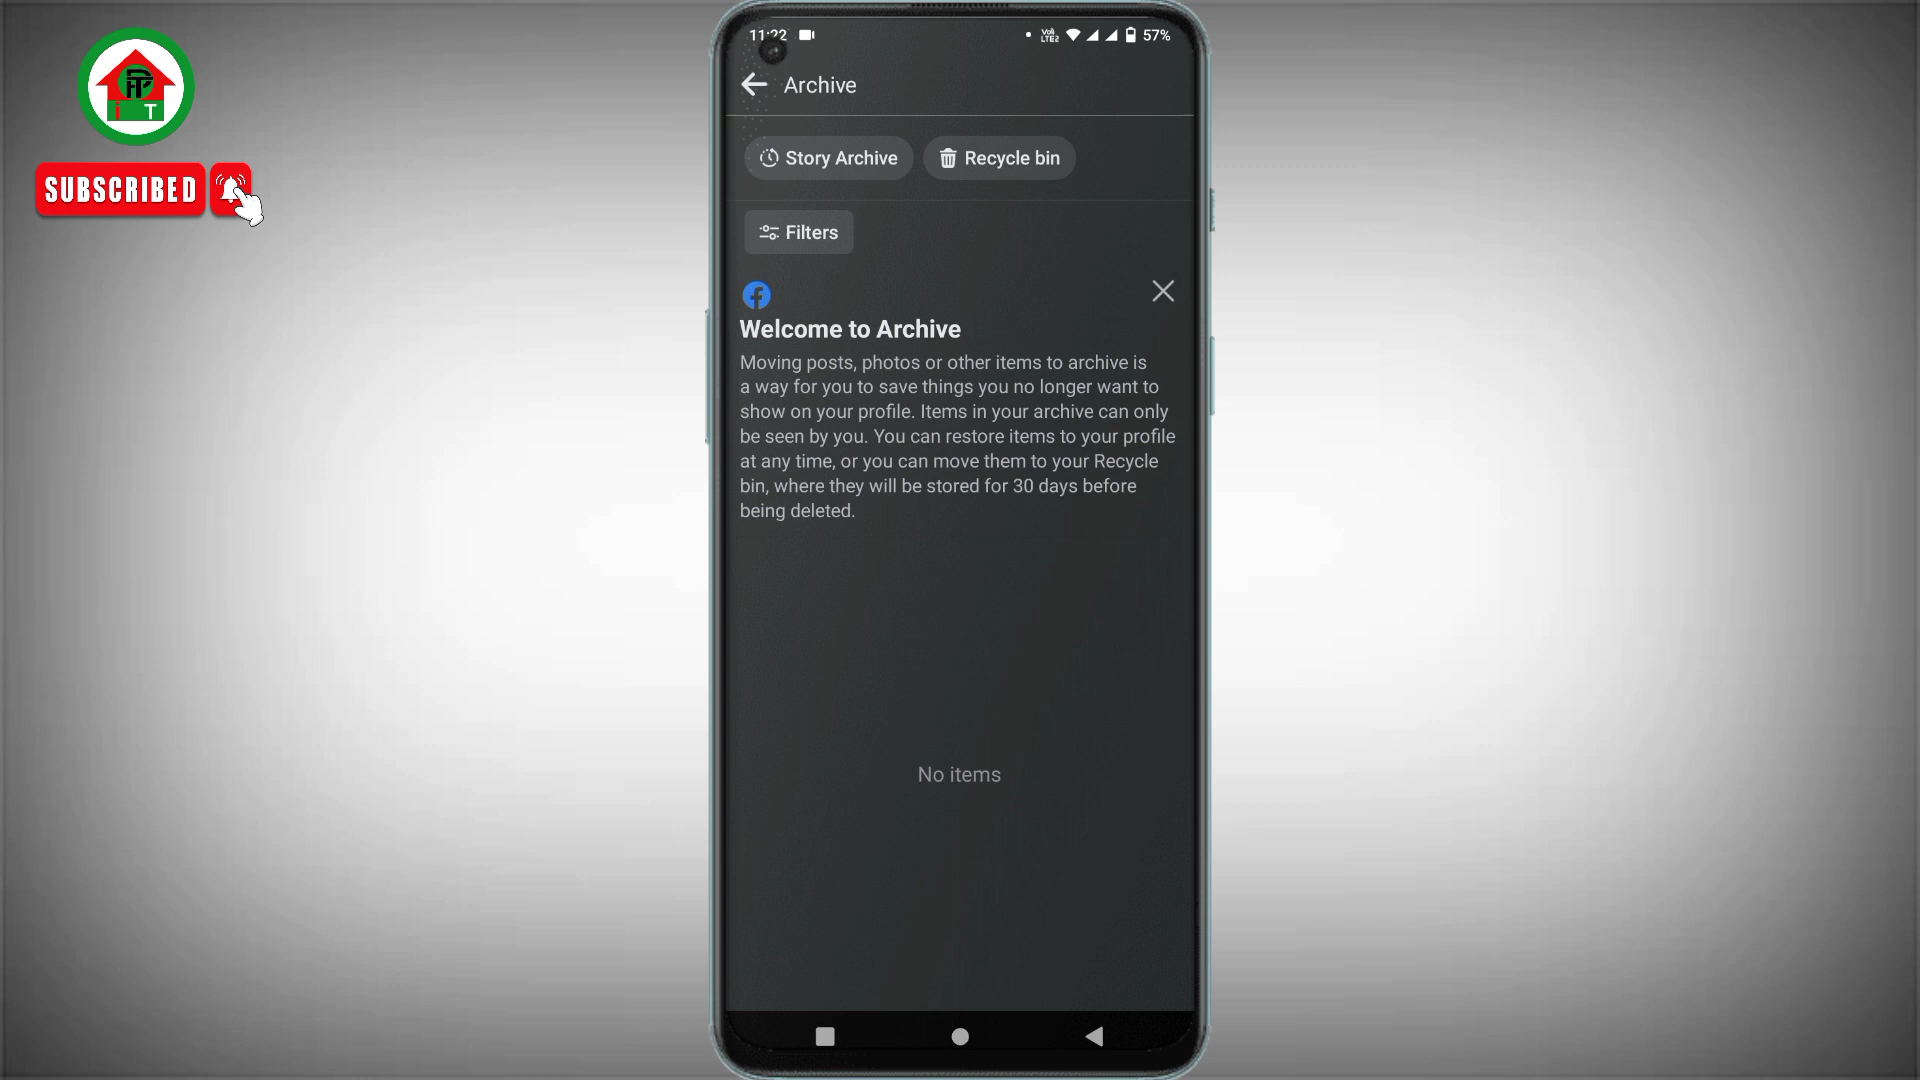 11:22
Vo LTE2 57%
Archive
Story Archive
Recycle bin
Filters
Welcome to Archive
Moving posts, photos or other items to archive is
a way for you to save things you no longer want to
show on your profile. Items in your archive can only
be seen by you. You can restore items to your profile
at any time, or you can move them to your Recycle
bin, where they will be stored for 30 days before
being deleted.
No items
i T
SUBSCRIBED